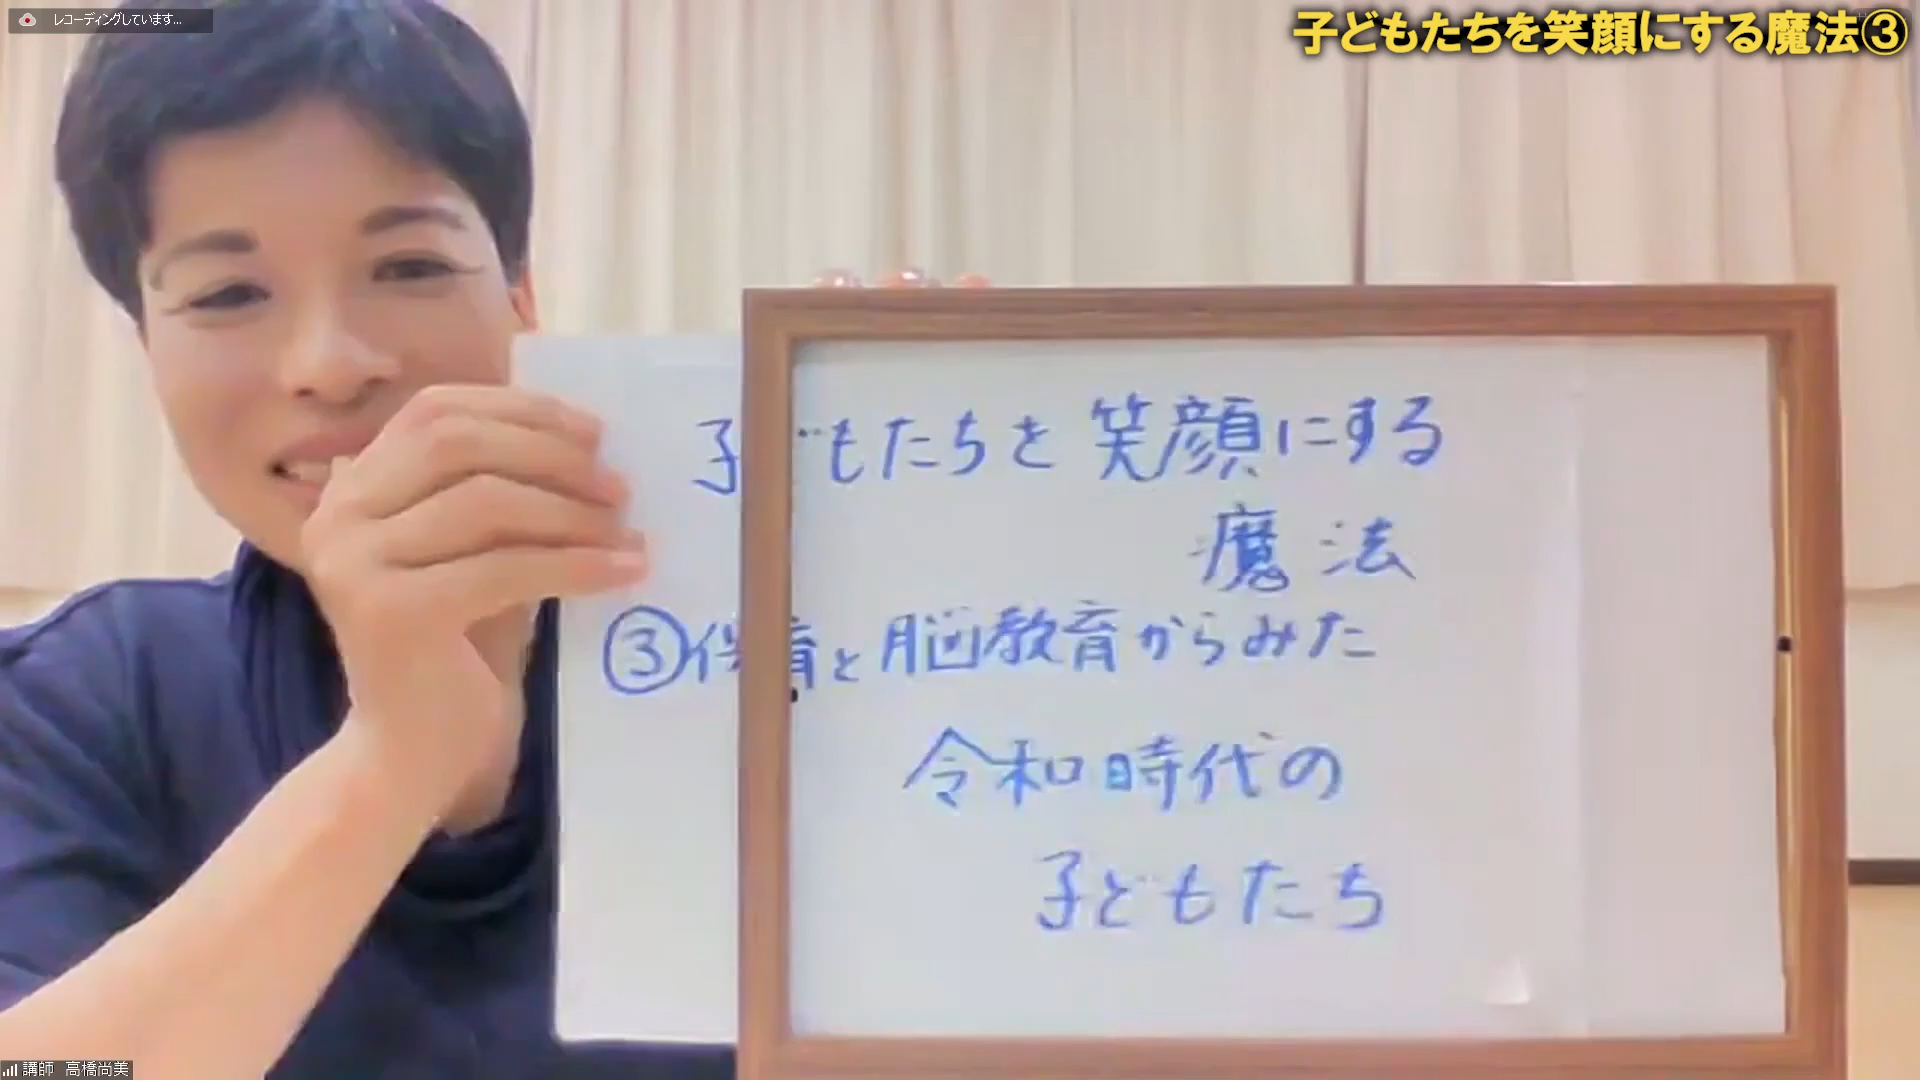 レコーディングしています...
子どもたちを笑顔にする魔法③
子どもたちを笑顔にする
魔法
③保育と脳教育からみた
令和時代の
子どもたち
講師 高橋尚美